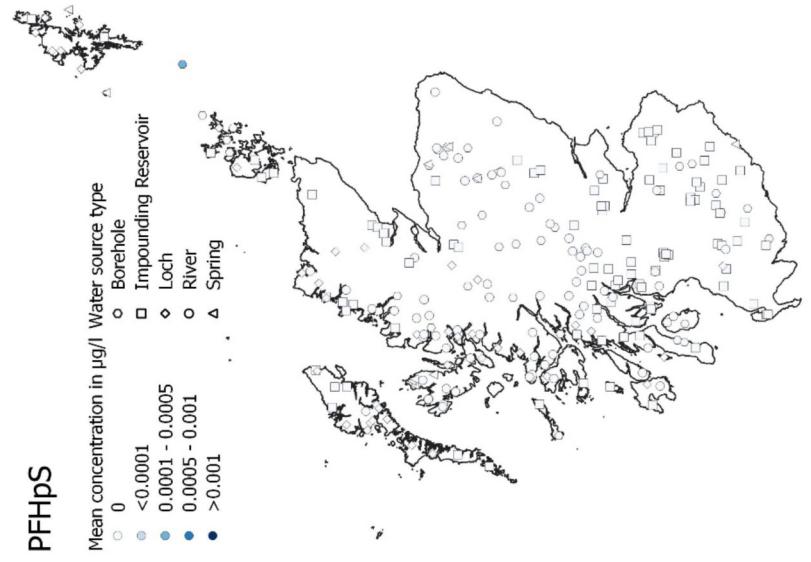 PFHpS
Mean concentration in µg/l
0
<0.0001
0.0001 - 0.0005
0.0005 - 0.001
>0.001
Water source type
Borehole
Impounding Reservoir
Loch
River
Spring